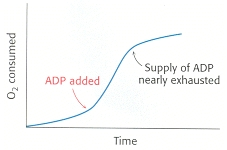 O₂ consumed
ADP added
Supply of ADP
nearly exhausted
Time